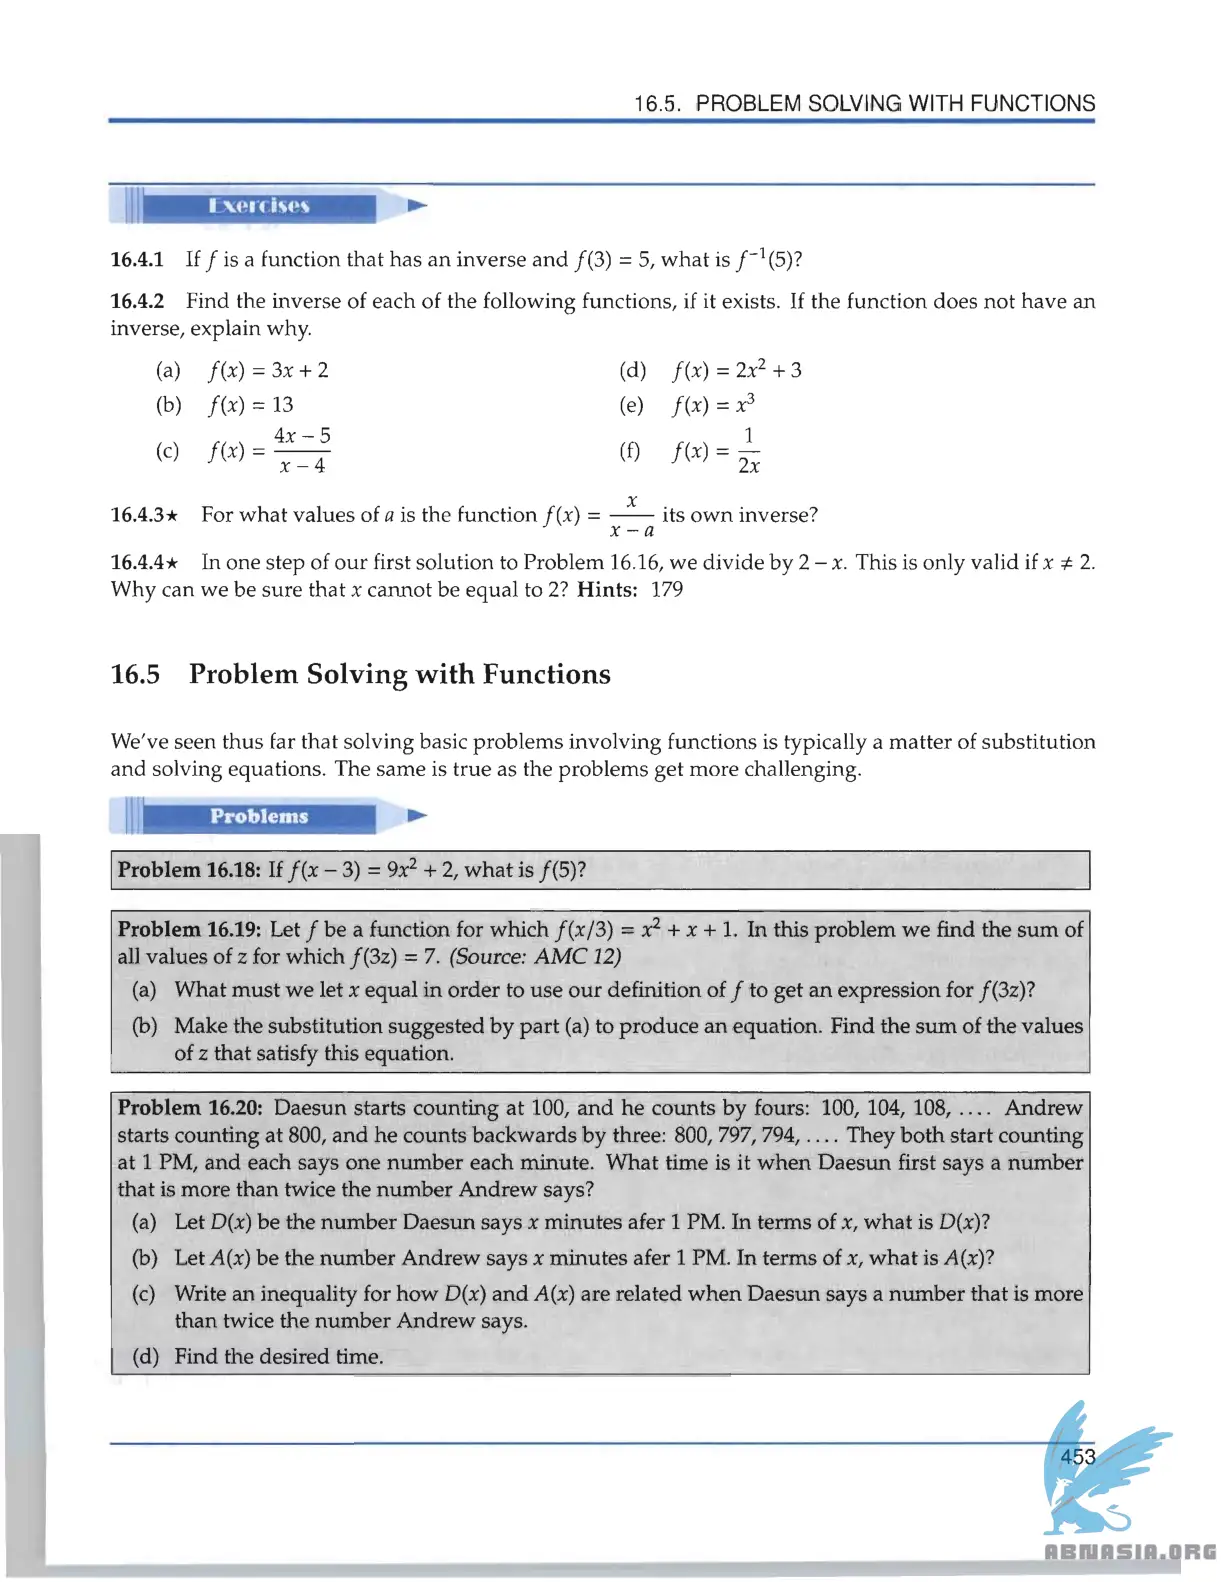 16.5. PROBLEM SOLVING WITH FUNCTIONS
Exercises
16.4.1 If f is a function that has an inverse and f(3) = 5, what is f⁻¹(5)?
16.4.2 Find the inverse of each of the following functions, if it exists. If the function does not have an
inverse, explain why.
(a) f(x) = 3x + 2
(b) f(x) = 13
(c) f(x) = (4x − 5)/(x − 4)
(d) f(x) = 2x² + 3
(e) f(x) = x³
(f) f(x) = 1/(2x)
16.4.3★ For what values of a is the function f(x) = x/(x − a) its own inverse?
16.4.4★ In one step of our first solution to Problem 16.16, we divide by 2 − x. This is only valid if x ≠ 2.
Why can we be sure that x cannot be equal to 2? Hints: 179
16.5 Problem Solving with Functions
We've seen thus far that solving basic problems involving functions is typically a matter of substitution
and solving equations. The same is true as the problems get more challenging.
Problems
Problem 16.18: If f(x − 3) = 9x² + 2, what is f(5)?
Problem 16.19: Let f be a function for which f(x/3) = x² + x + 1. In this problem we find the sum of
all values of z for which f(3z) = 7. (Source: AMC 12)
(a) What must we let x equal in order to use our definition of f to get an expression for f(3z)?
(b) Make the substitution suggested by part (a) to produce an equation. Find the sum of the values
of z that satisfy this equation.
Problem 16.20: Daesun starts counting at 100, and he counts by fours: 100, 104, 108, .... Andrew
starts counting at 800, and he counts backwards by three: 800, 797, 794, .... They both start counting
at 1 PM, and each says one number each minute. What time is it when Daesun first says a number
that is more than twice the number Andrew says?
(a) Let D(x) be the number Daesun says x minutes afer 1 PM. In terms of x, what is D(x)?
(b) Let A(x) be the number Andrew says x minutes afer 1 PM. In terms of x, what is A(x)?
(c) Write an inequality for how D(x) and A(x) are related when Daesun says a number that is more
than twice the number Andrew says.
(d) Find the desired time.
453
ABNASIA.ORG